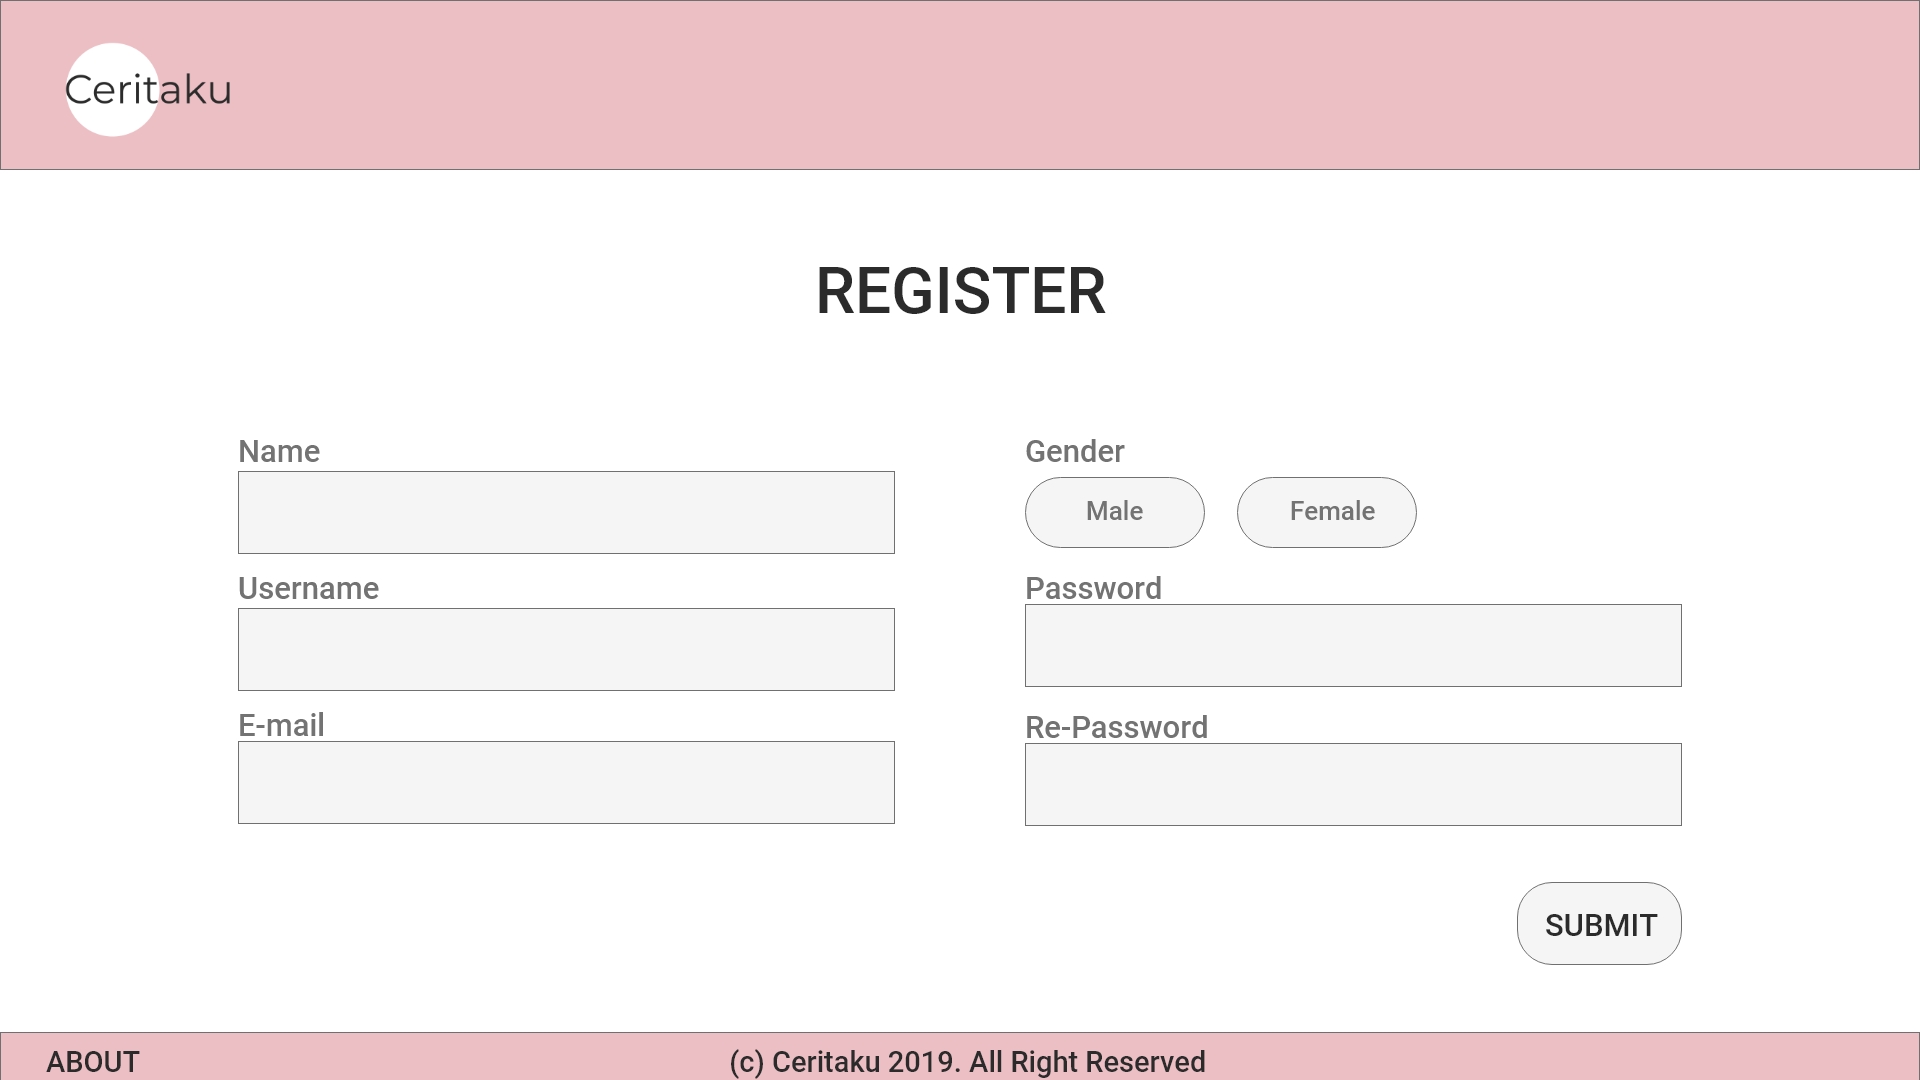 Ceritaku
REGISTER
Name
Gender
Male
Female
Username
Password
E-mail
Re-Password
SUBMIT
ABOUT
(c) Ceritaku 2019. All Right Reserved